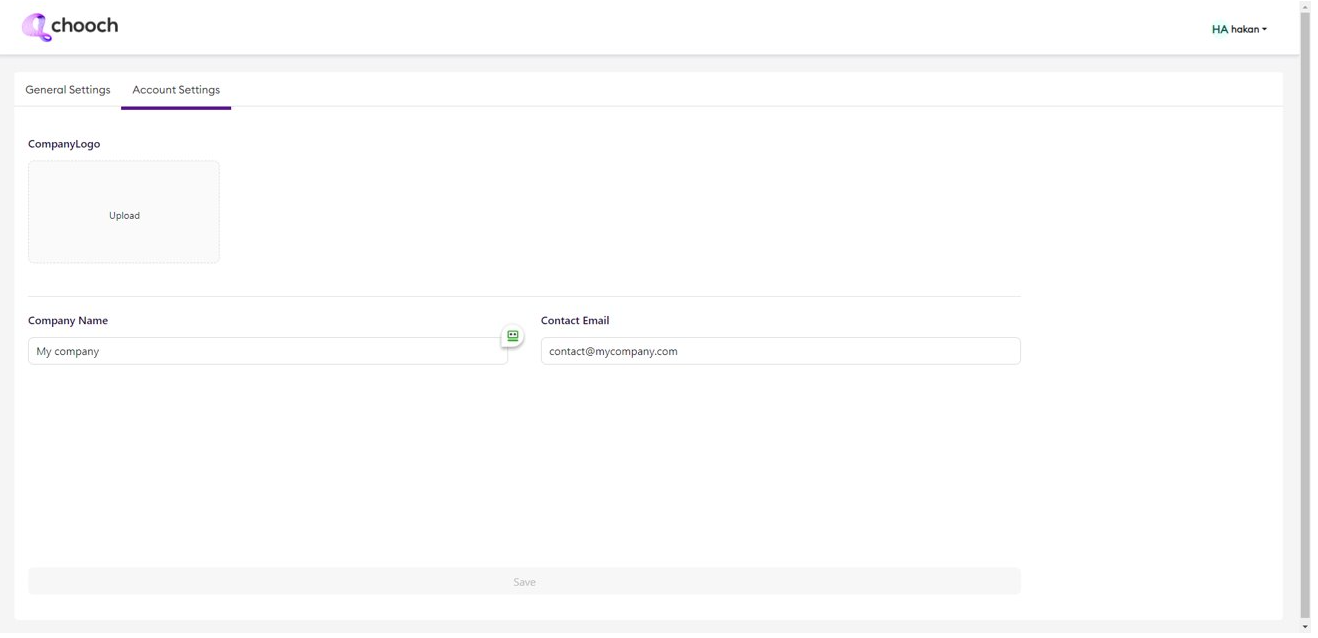 chooch
HA hakan
General Settings Account Settings
CompanyLogo
Upload
Company Name Contact Email
My company contact@mycompany.com
Save